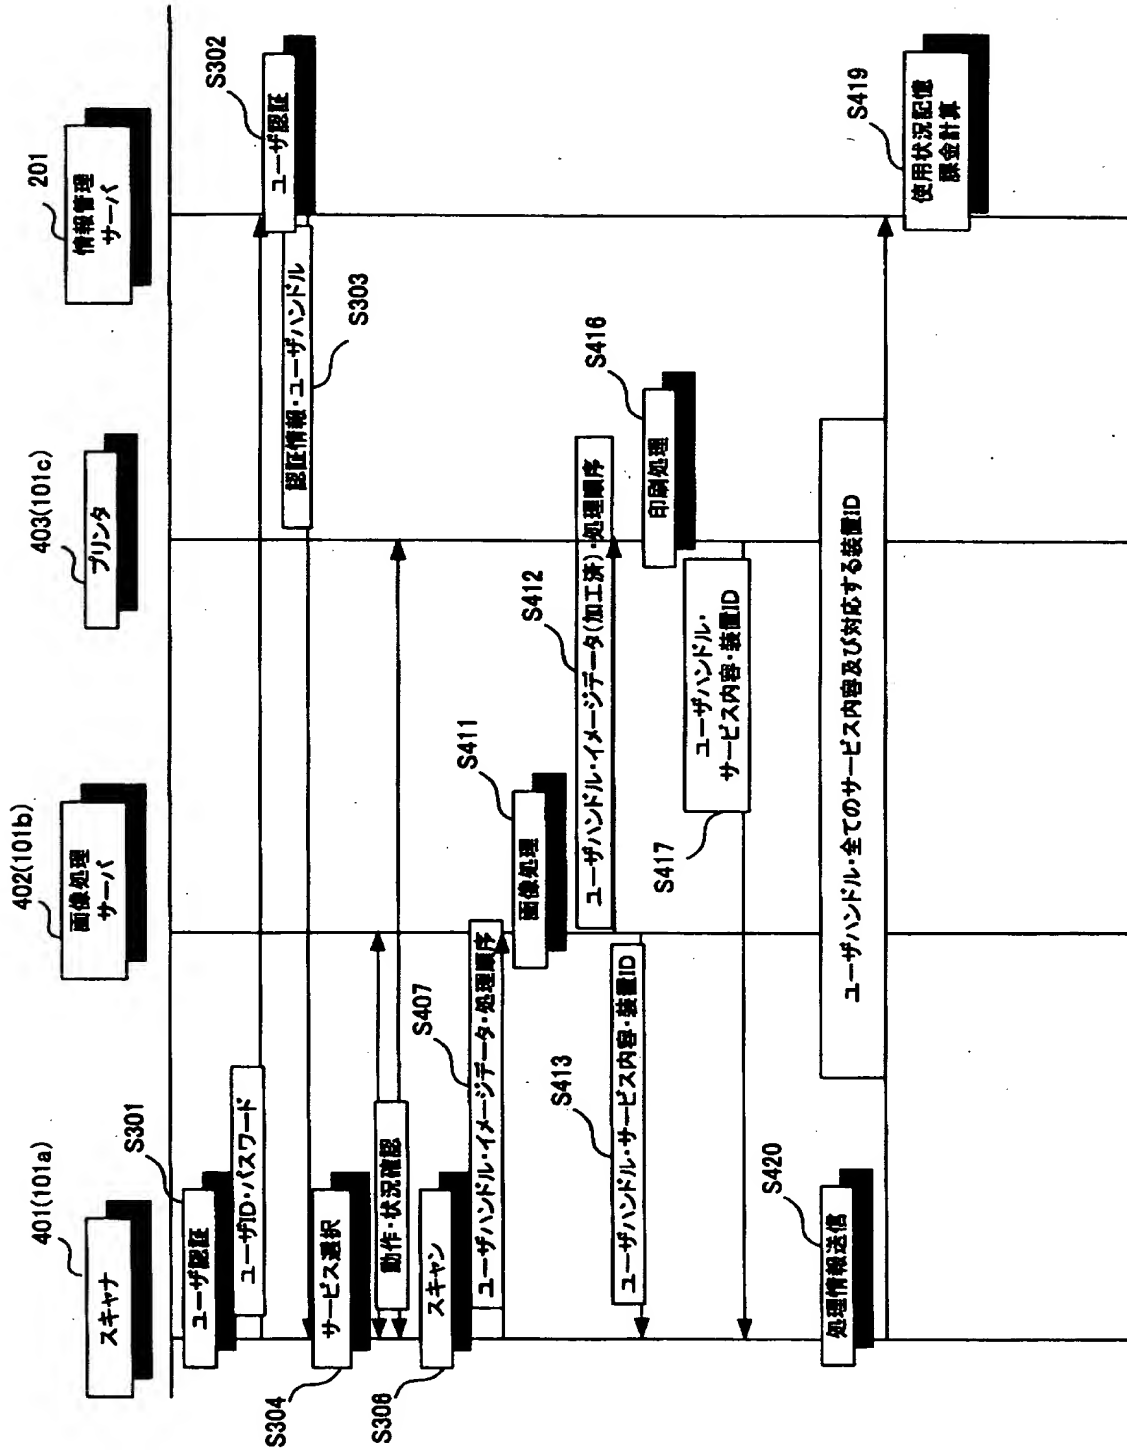 401(101a)
スキャナ
402(101b)
画像処理
サーバ
403(101c)
プリンタ
201
情報管理
サーバ
S301
ユーザ認証
ユーザID・パスワード
S302
ユーザ認証
認証情報・ユーザハンドル
S303
サービス選択
S304
動作・状況確認
スキャン
S306
S407
ユーザハンドル・イメージデータ・処理順序
S411
画像処理
S412
ユーザハンドル・イメージデータ(加工済)・処理順序
S413
ユーザハンドル・サービス内容・装置ID
S416
印刷処理
ユーザハンドル・
サービス内容・装置ID
S417
S420
処理情報送信
ユーザハンドル・全てのサービス内容及び対応する装置ID
S419
使用状況記憶
課金計算